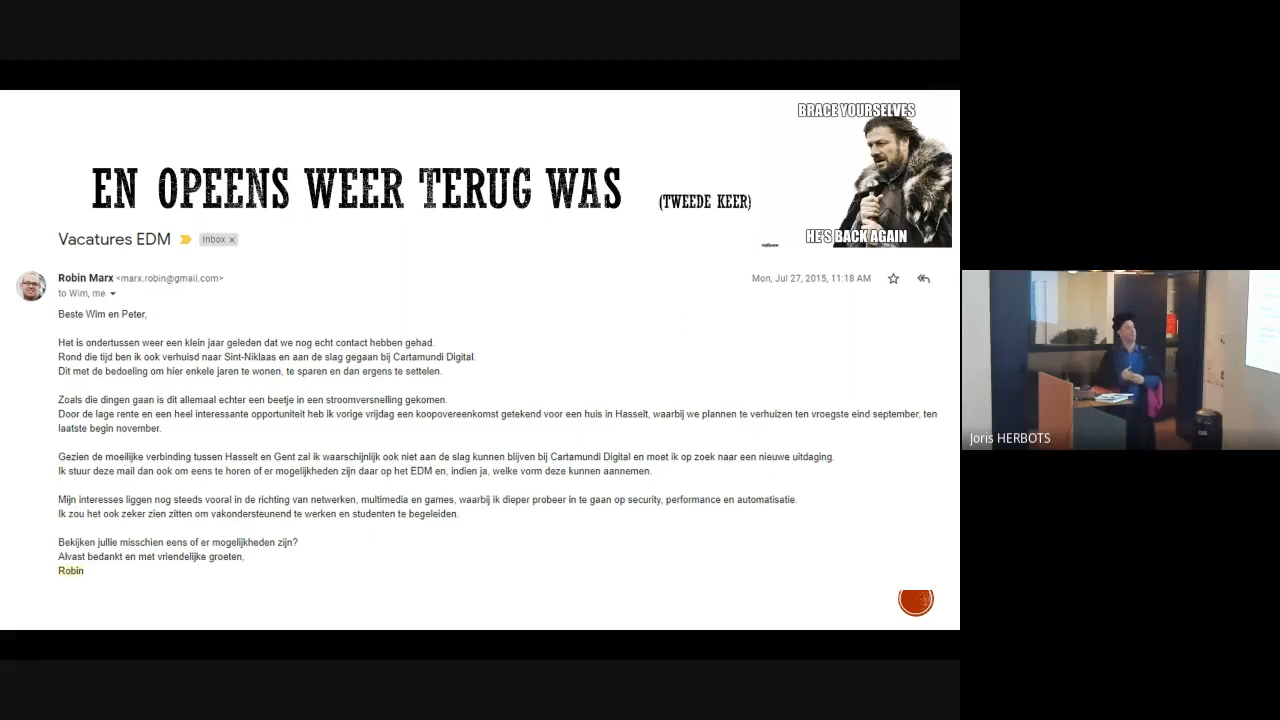 BRACE YOURSELVES
EN OPEENS WEER TERUG WAS (TWEEDE KEER)
HE'S BACK AGAIN
Vacatures EDM Inbox x
Robin Marx <marx.robin@gmail.com> Mon, Jul 27, 2015, 11:18 AM
to Wim, me
Beste Wim en Peter,
Het is ondertussen weer een klein jaar geleden dat we nog echt contact hebben gehad.
Rond die tijd ben ik ook verhuisd naar Sint-Niklaas en aan de slag gegaan bij Cartamundi Digital.
Dit met de bedoeling om hier enkele jaren te wonen, te sparen en dan ergens te settelen.
Zoals die dingen gaan is dit allemaal echter een beetje in een stroomversnelling gekomen.
Door de lage rente en een heel interessante opportuniteit heb ik vorige vrijdag een koopovereenkomst getekend voor een huis in Hasselt, waarbij we plannen te verhuizen ten vroegste eind september, ten
laatste begin november.
Gezien de moeilijke verbinding tussen Hasselt en Gent zal ik waarschijnlijk ook niet aan de slag kunnen blijven bij Cartamundi Digital en moet ik op zoek naar een nieuwe uitdaging.
Ik stuur deze mail dan ook om eens te horen of er mogelijkheden zijn daar op het EDM en, indien ja, welke vorm deze kunnen aannemen.
Mijn interesses liggen nog steeds vooral in de richting van netwerken, multimedia en games, waarbij ik dieper probeer in te gaan op security, performance en automatisatie.
Ik zou het ook zeker zien zitten om vakondersteunend te werken en studenten te begeleiden.
Bekijken jullie misschien eens of er mogelijkheden zijn?
Alvast bedankt en met vriendelijke groeten,
Robin
Joris HERBOTS